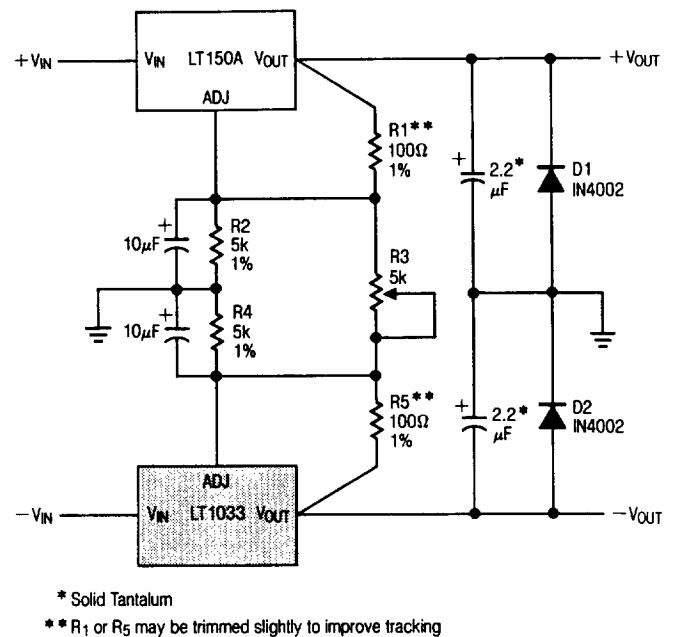 +VIN
VIN
LT150A
VOUT
+VOUT
ADJ
R1**
100Ω
1%
+
2.2*
µF
D1
IN4002
+
10µF
R2
5k
1%
R3
5k
+
10µF
R4
5k
1%
R5**
100Ω
1%
+
2.2*
µF
D2
IN4002
ADJ
−VIN
VIN
LT1033
VOUT
−VOUT
* Solid Tantalum
** R1 or R5 may be trimmed slightly to improve tracking